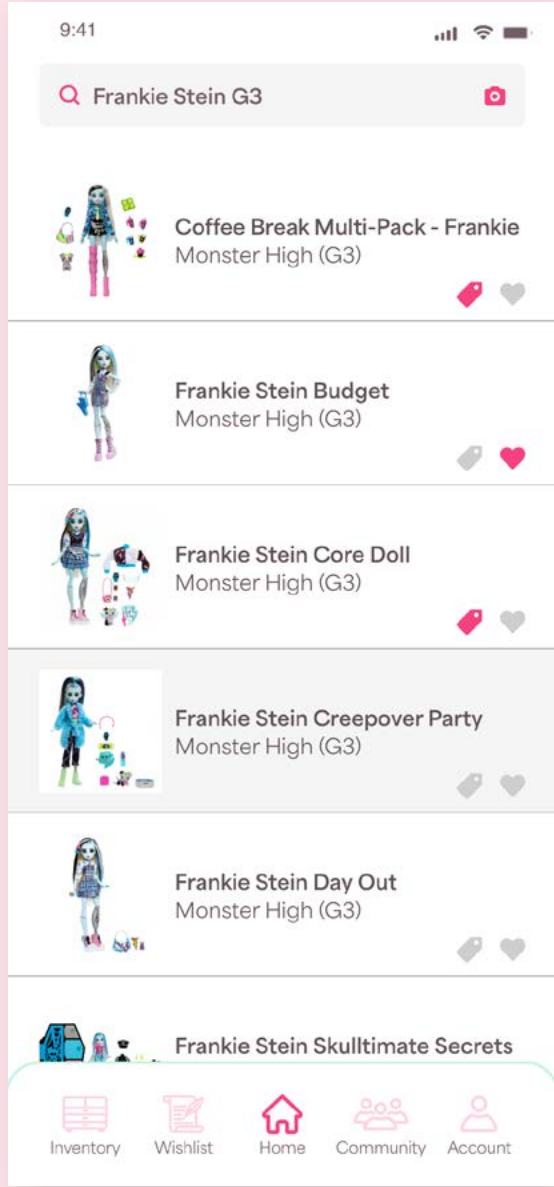 9:41
Frankie Stein G3
Coffee Break Multi-Pack - Frankie
Monster High (G3)
Frankie Stein Budget
Monster High (G3)
Frankie Stein Core Doll
Monster High (G3)
Frankie Stein Creepover Party
Monster High (G3)
Frankie Stein Day Out
Monster High (G3)
Frankie Stein Skulltimate Secrets
Inventory Wishlist Home Community Account